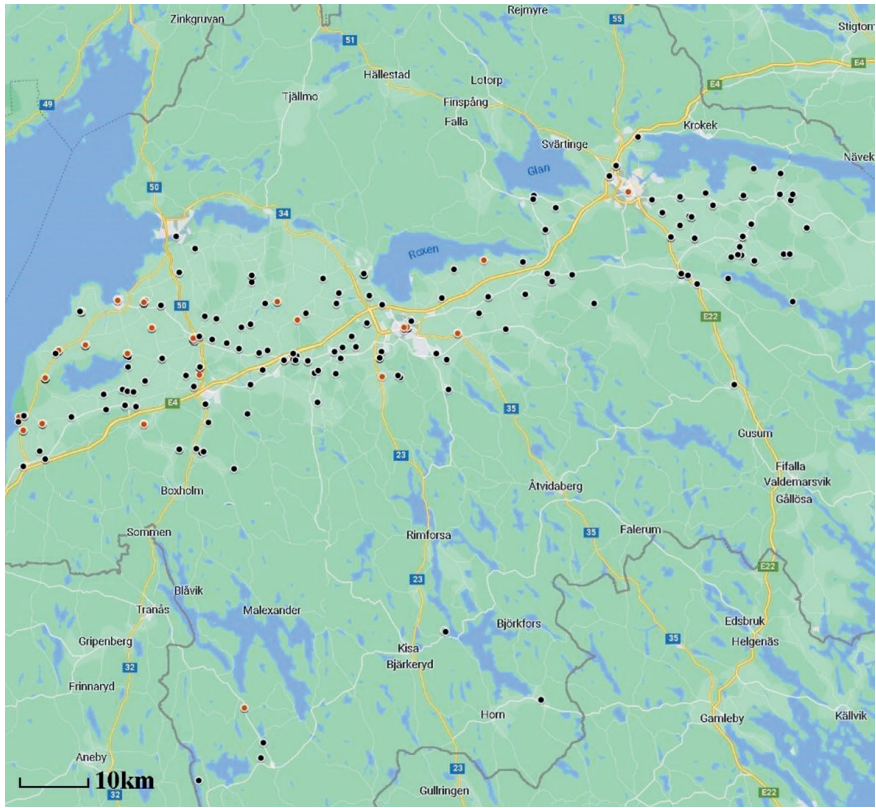 Rejmyre
Zinkgruvan
55
Stigtom
51
Hällestad
Lotorp
E4
E4
Tjällmo
Finspång
49
Falla
Krokek
Svärtinge
Nävek
Glan
50
34
Roxen
50
E22
E4
35
Gusum
23
Fifalla
Boxholm
Åtvidaberg
Valdemarsvik
Gållösa
Sommen
Rimforsa
Falerum
35
E22
23
Blåvik
Tranås
Malexander
Björkfors
Edsbruk
Gripenberg
Kisa
35
Helgenäs
32
Bjärkeryd
Frinnaryd
Horn
Gamleby
Källvik
Aneby
23
10km
32
Gullringen
E22